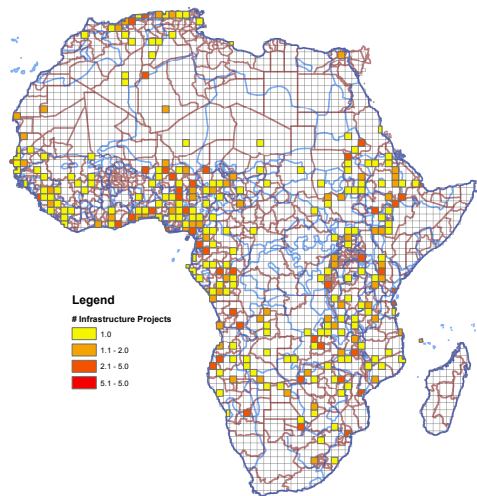 Legend
# Infrastructure Projects
1.0
1.1 - 2.0
2.1 - 5.0
5.1 - 5.0